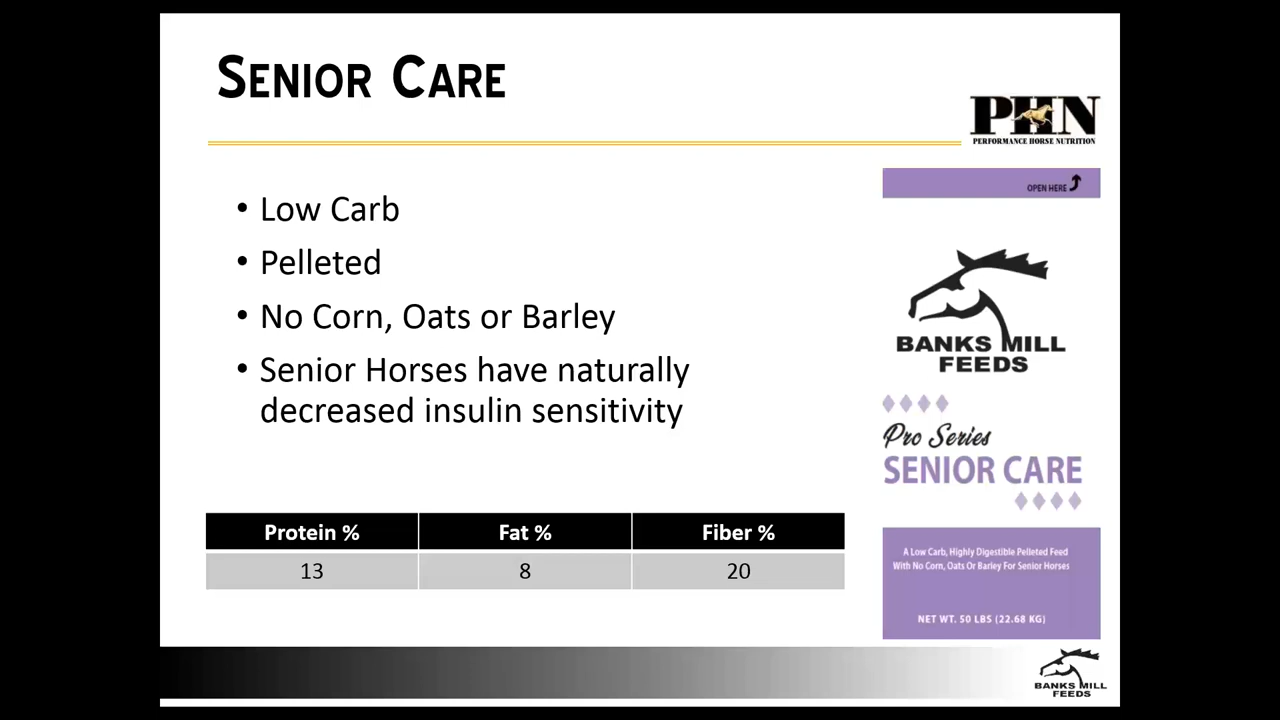 SENIOR CARE
PHN
PERFORMANCE HORSE NUTRITION
• Low Carb
• Pelleted
• No Corn, Oats or Barley
• Senior Horses have naturally
decreased insulin sensitivity
Protein % Fat % Fiber %
13 8 20
OPEN HERE
BANKS MILL
FEEDS
Pro Series
SENIOR CARE
A Low Carb, Highly Digestible Pelleted Feed
With No Corn, Oats Or Barley For Senior Horses
NET WT. 50 LBS (22.68 KG)
BANKS MILL
FEEDS